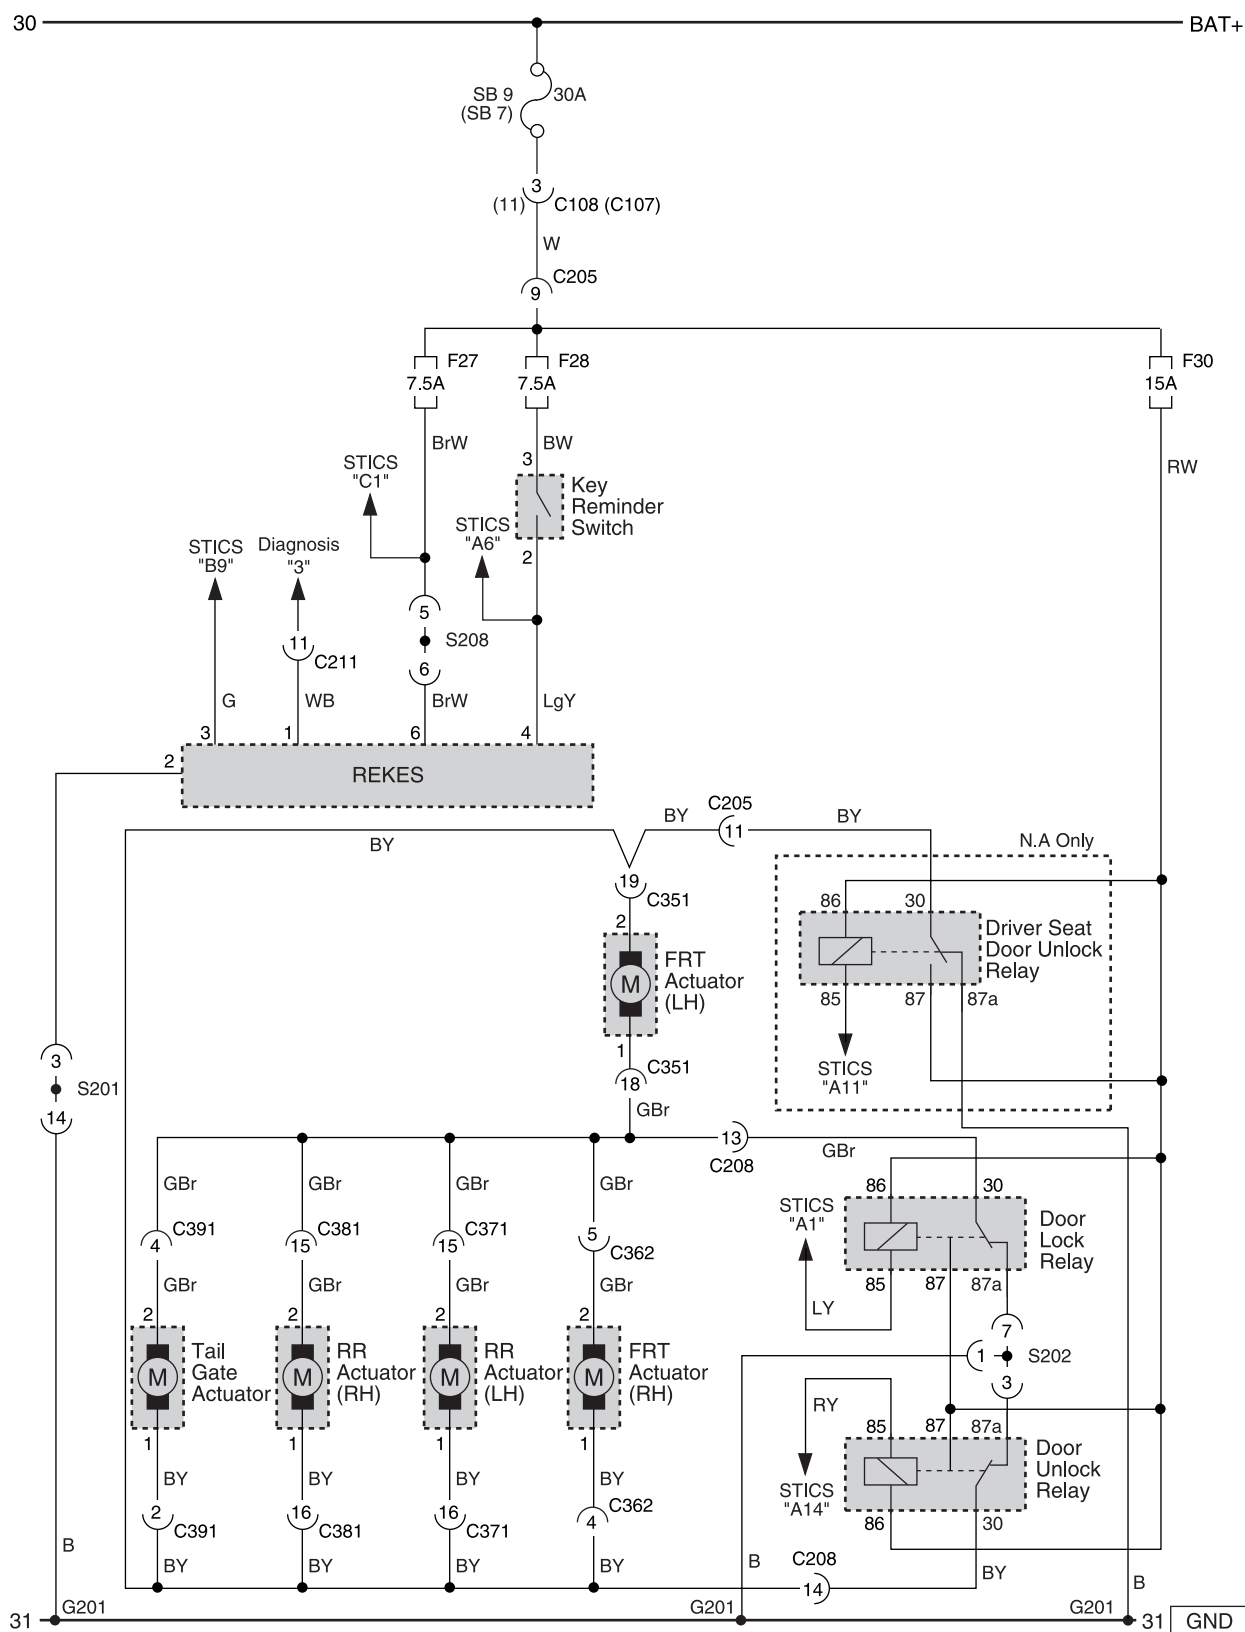 30
BAT+
SB 9
(SB 7)
30A
3
(11)
C108 (C107)
W
C205
9
F27
7.5A
F28
7.5A
F30
15A
BrW
BW
RW
STICS
"C1"
3
Key
Reminder
Switch
STICS
"A6"
2
STICS
"B9"
Diagnosis
"3"
5
S208
6
11
C211
G
WB
BrW
LgY
3
1
6
4
2
REKES
BY
BY
C205
11
BY
N.A Only
19
C351
2
FRT
Actuator
(LH)
M
1
C351
18
GBr
86
30
Driver Seat
Door Unlock
Relay
85
87
87a
STICS
"A11"
3
S201
14
13
C208
GBr
GBr
GBr
GBr
GBr
C391
4
C381
15
C371
15
5
C362
GBr
GBr
GBr
GBr
86
30
STICS
"A1"
Door
Lock
Relay
85
87
87a
LY
7
1
S202
3
2
2
2
2
M
Tail
Gate
Actuator
M
RR
Actuator
(RH)
M
RR
Actuator
(LH)
M
FRT
Actuator
(RH)
1
1
1
1
RY
85
87
87a
Door
Unlock
Relay
STICS
"A14"
86
30
BY
BY
BY
BY
2
C391
16
C381
16
C371
C362
4
BY
BY
BY
BY
B
B
C208
14
BY
B
31
G201
G201
G201
31
GND